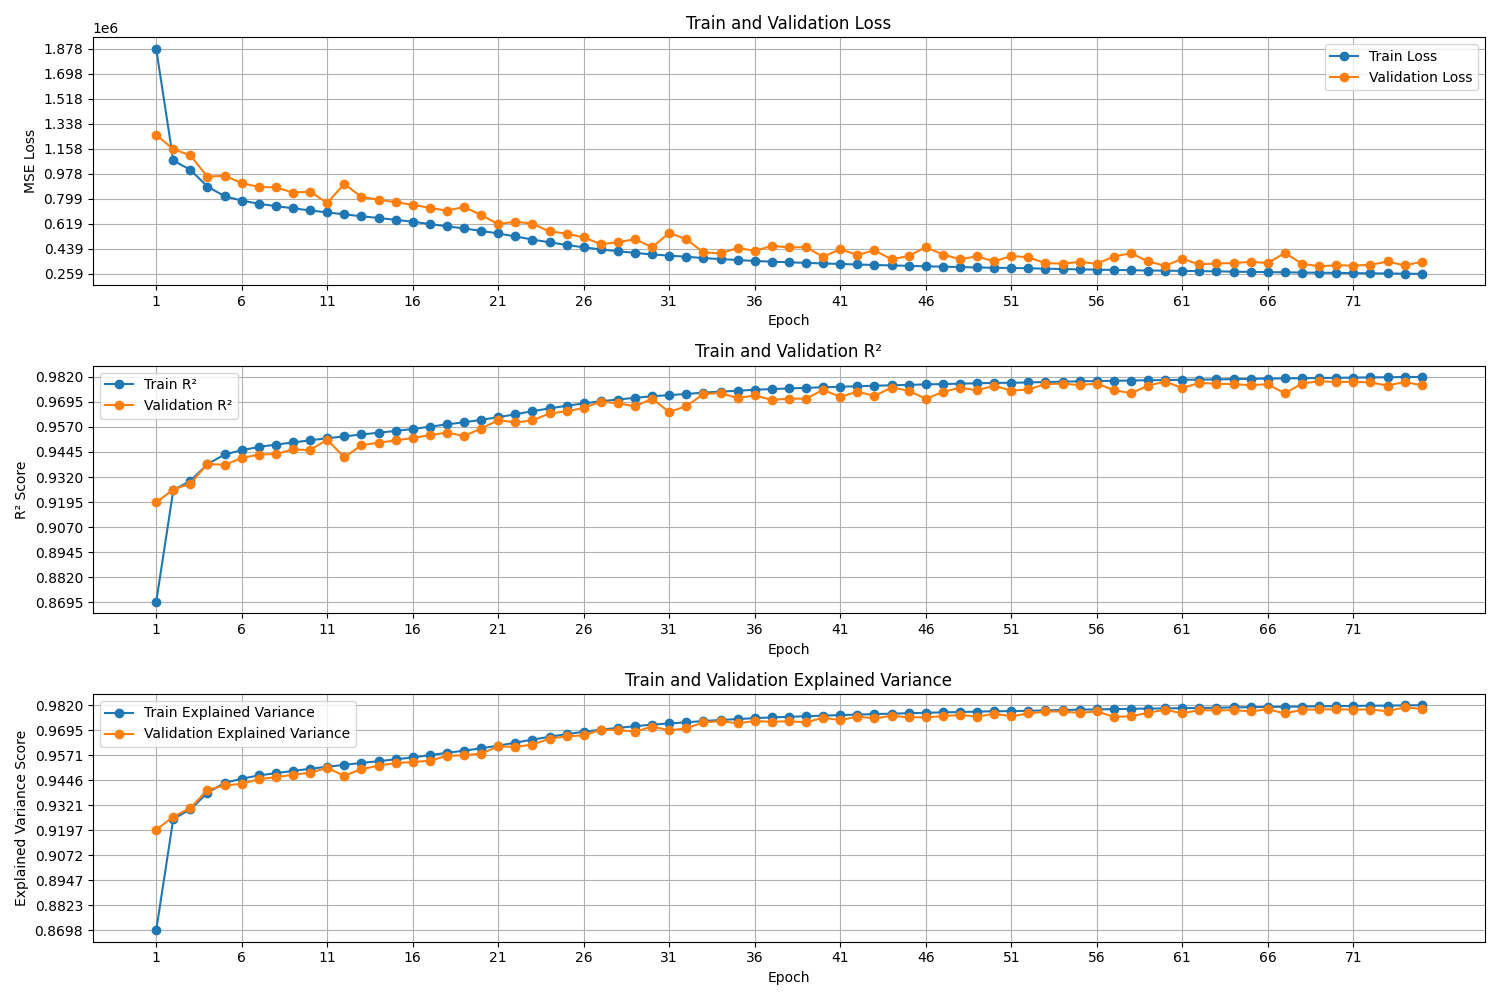 Train and Validation Loss
1e6
1.878
1.698
1.518
1.338
1.158
0.978
0.799
0.619
0.439
0.259
MSE Loss
Train Loss
Validation Loss
1 6 11 16 21 26 31 36 41 46 51 56 61 66 71
Epoch
Train and Validation R²
0.9820
0.9695
0.9570
0.9445
0.9320
0.9195
0.9070
0.8945
0.8820
0.8695
R² Score
Train R²
Validation R²
1 6 11 16 21 26 31 36 41 46 51 56 61 66 71
Epoch
Train and Validation Explained Variance
0.9820
0.9695
0.9571
0.9446
0.9321
0.9197
0.9072
0.8947
0.8823
0.8698
Explained Variance Score
Train Explained Variance
Validation Explained Variance
1 6 11 16 21 26 31 36 41 46 51 56 61 66 71
Epoch